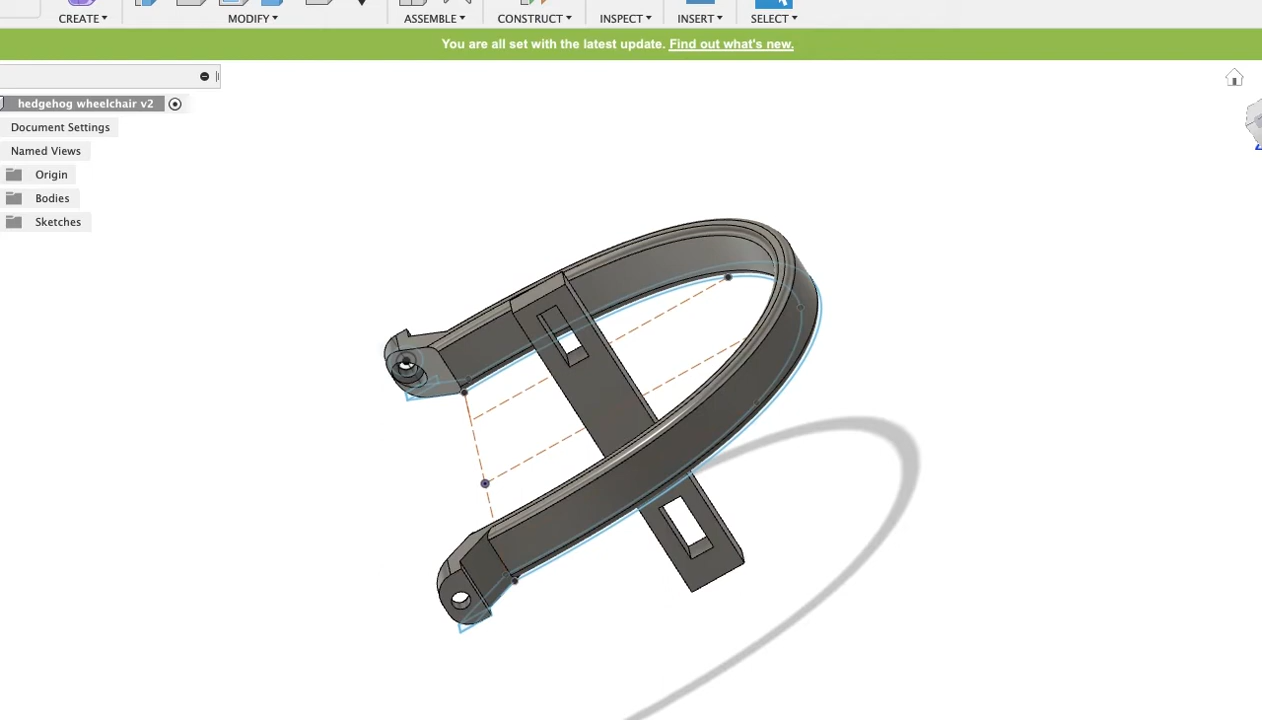 CREATE MODIFY ASSEMBLE CONSTRUCT INSPECT INSERT SELECT
You are all set with the latest update. Find out what's new.
hedgehog wheelchair v2
Document Settings
Named Views
Origin
Bodies
Sketches